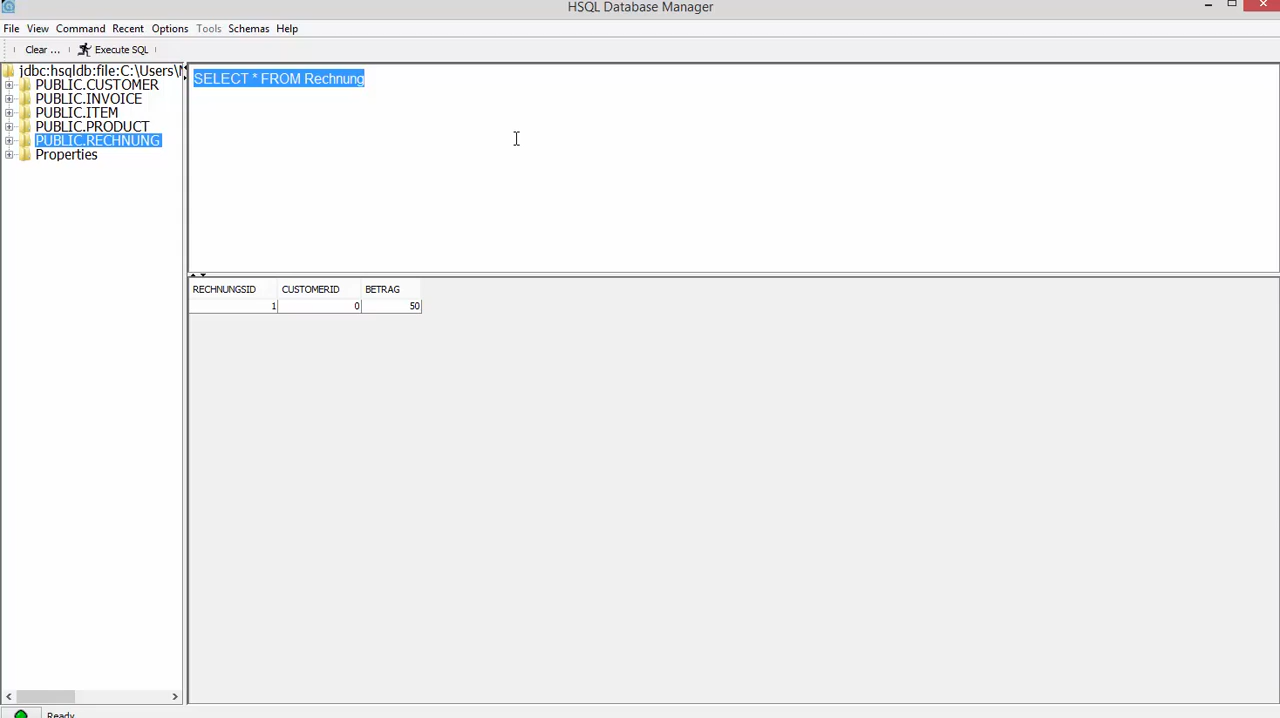 HSQL Database Manager
File View Command Recent Options Tools Schemas Help
Clear ... Execute SQL
jdbc:hsqldb:file:C:\Users\
PUBLIC.CUSTOMER
PUBLIC.INVOICE
PUBLIC.ITEM
PUBLIC.PRODUCT
PUBLIC.RECHNUNG
Properties
SELECT * FROM Rechnung
RECHNUNGSID CUSTOMERID BETRAG
1 0 50
Ready